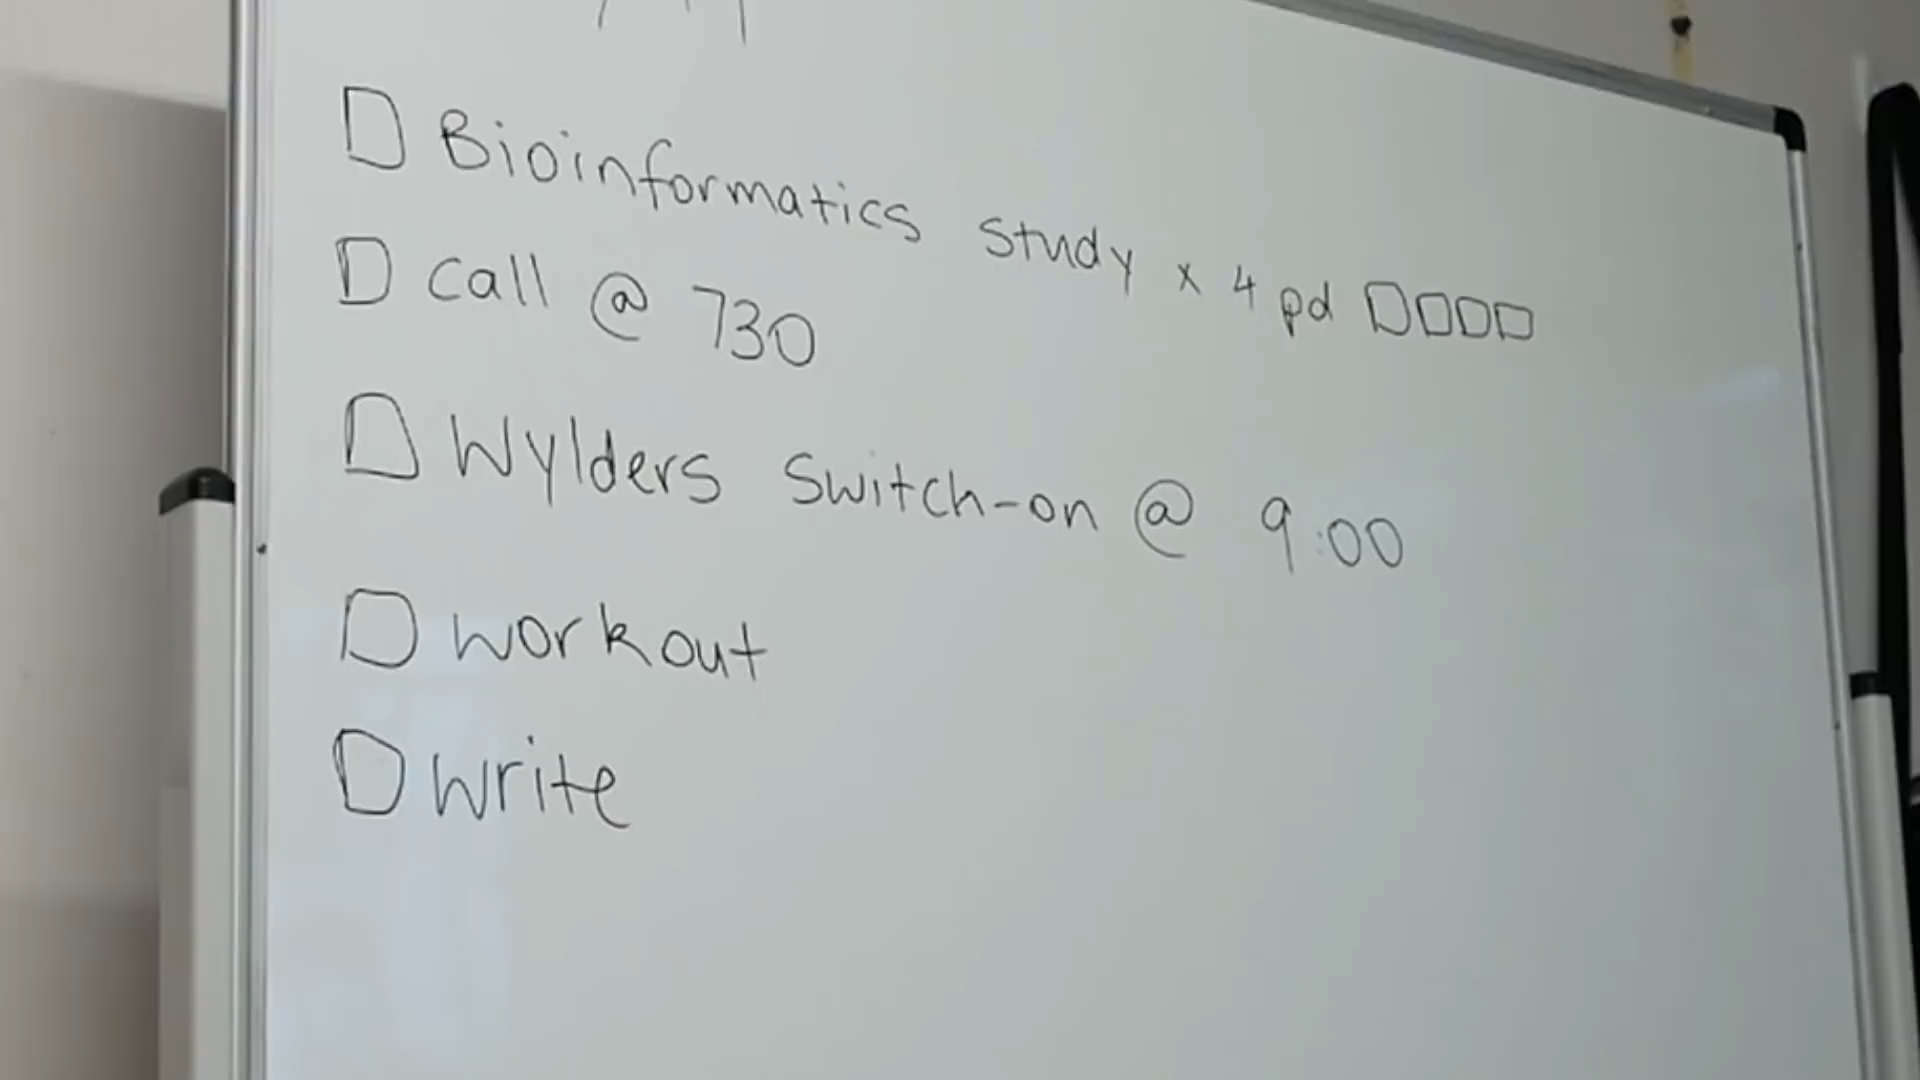 ☐ Bioinformatics study x 4 pd ☐☐☐☐
☐ call @ 730
☐ Wylders switch-on @ 9:00
☐ workout
☐ write